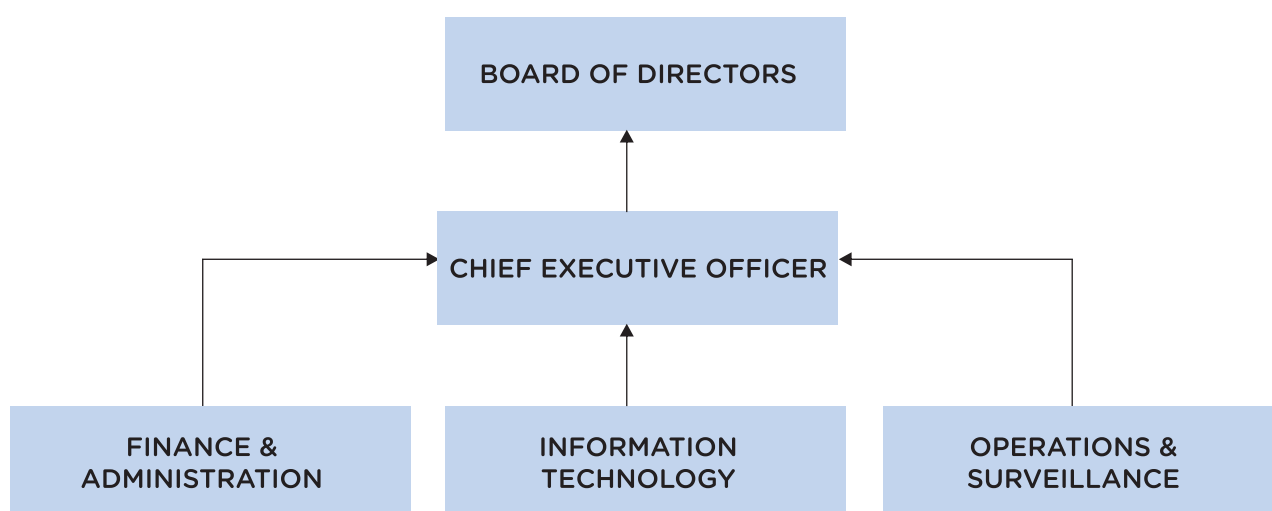 BOARD OF DIRECTORS
CHIEF EXECUTIVE OFFICER
FINANCE &
ADMINISTRATION
INFORMATION
TECHNOLOGY
OPERATIONS &
SURVEILLANCE